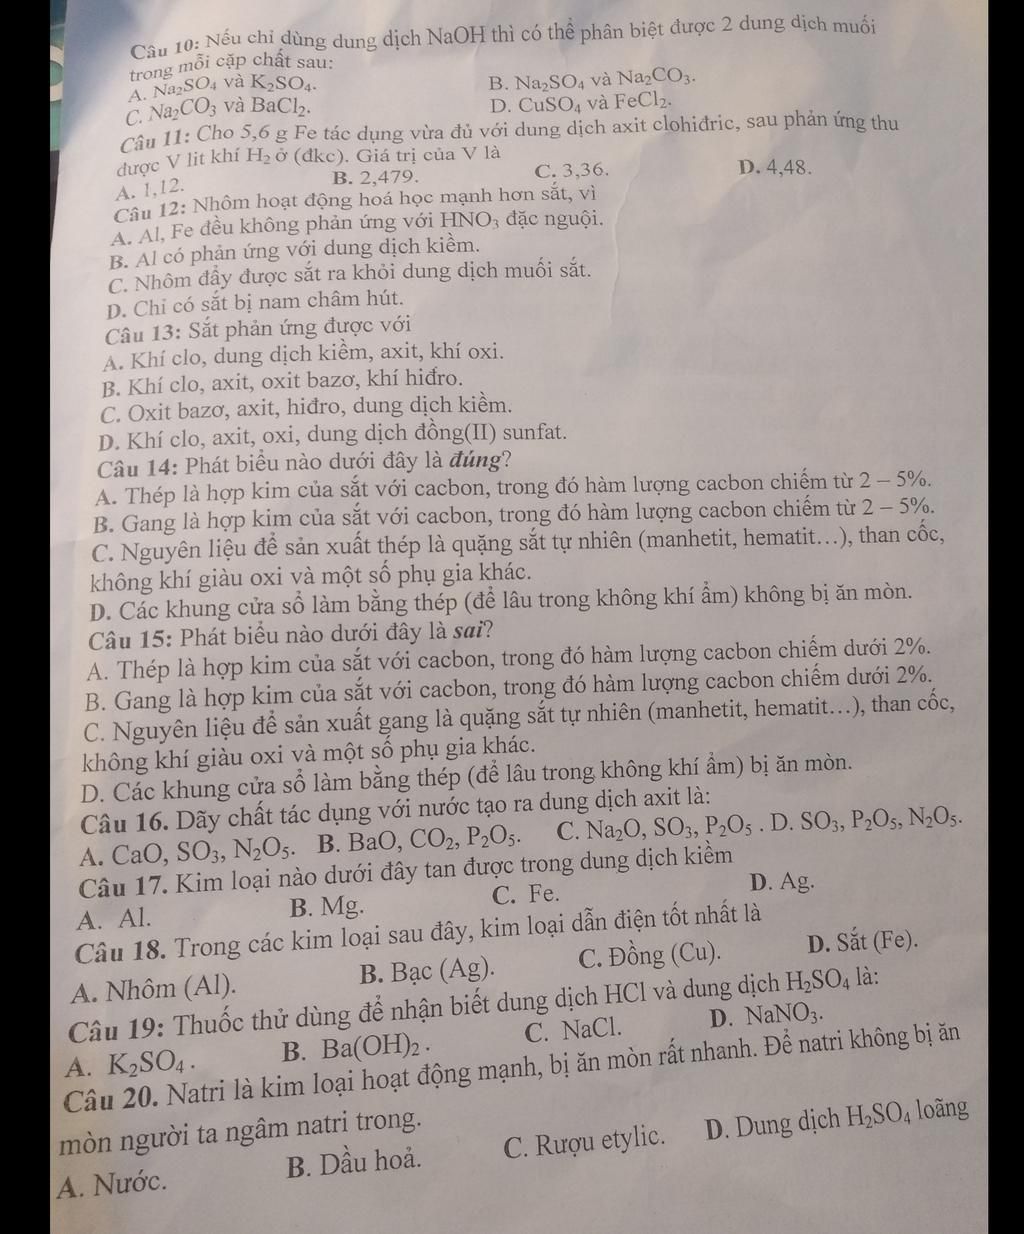 Câu 10: Nếu chỉ dùng dung dịch NaOH thì có thể phân biệt được 2 dung dịch muối
trong mỗi cặp chất sau:
A. Na₂SO₄ và K₂SO₄. B. Na₂SO₄ và Na₂CO₃.
C. Na₂CO₃ và BaCl₂. D. CuSO₄ và FeCl₂.
Câu 11: Cho 5,6 g Fe tác dụng vừa đủ với dung dịch axit clohiđric, sau phản ứng thu
được V lit khí H₂ ở (đkc). Giá trị của V là
A. 1,12. B. 2,479. C. 3,36. D. 4,48.
Câu 12: Nhôm hoạt động hoá học mạnh hơn sắt, vì
A. Al, Fe đều không phản ứng với HNO₃ đặc nguội.
B. Al có phản ứng với dung dịch kiềm.
C. Nhôm đẩy được sắt ra khỏi dung dịch muối sắt.
D. Chỉ có sắt bị nam châm hút.
Câu 13: Sắt phản ứng được với
A. Khí clo, dung dịch kiềm, axit, khí oxi.
B. Khí clo, axit, oxit bazơ, khí hiđro.
C. Oxit bazơ, axit, hiđro, dung dịch kiềm.
D. Khí clo, axit, oxi, dung dịch đồng(II) sunfat.
Câu 14: Phát biểu nào dưới đây là đúng?
A. Thép là hợp kim của sắt với cacbon, trong đó hàm lượng cacbon chiếm từ 2 – 5%.
B. Gang là hợp kim của sắt với cacbon, trong đó hàm lượng cacbon chiếm từ 2 – 5%.
C. Nguyên liệu để sản xuất thép là quặng sắt tự nhiên (manhetit, hematit…), than cốc,
không khí giàu oxi và một số phụ gia khác.
D. Các khung cửa sổ làm bằng thép (để lâu trong không khí ẩm) không bị ăn mòn.
Câu 15: Phát biểu nào dưới đây là sai?
A. Thép là hợp kim của sắt với cacbon, trong đó hàm lượng cacbon chiếm dưới 2%.
B. Gang là hợp kim của sắt với cacbon, trong đó hàm lượng cacbon chiếm dưới 2%.
C. Nguyên liệu để sản xuất gang là quặng sắt tự nhiên (manhetit, hematit…), than cốc,
không khí giàu oxi và một số phụ gia khác.
D. Các khung cửa sổ làm bằng thép (để lâu trong không khí ẩm) bị ăn mòn.
Câu 16. Dãy chất tác dụng với nước tạo ra dung dịch axit là:
A. CaO, SO₃, N₂O₅. B. BaO, CO₂, P₂O₅. C. Na₂O, SO₃, P₂O₅ . D. SO₃, P₂O₅, N₂O₅.
Câu 17. Kim loại nào dưới đây tan được trong dung dịch kiềm
A. Al. B. Mg. C. Fe. D. Ag.
Câu 18. Trong các kim loại sau đây, kim loại dẫn điện tốt nhất là
A. Nhôm (Al). B. Bạc (Ag). C. Đồng (Cu). D. Sắt (Fe).
Câu 19: Thuốc thử dùng để nhận biết dung dịch HCl và dung dịch H₂SO₄ là:
A. K₂SO₄ . B. Ba(OH)₂ . C. NaCl. D. NaNO₃.
Câu 20. Natri là kim loại hoạt động mạnh, bị ăn mòn rất nhanh. Để natri không bị ăn
mòn người ta ngâm natri trong.
A. Nước. B. Dầu hoả. C. Rượu etylic. D. Dung dịch H₂SO₄ loãng